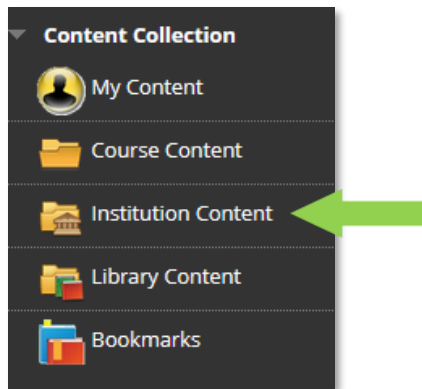 Content Collection
My Content
Course Content
Institution Content
Library Content
Bookmarks